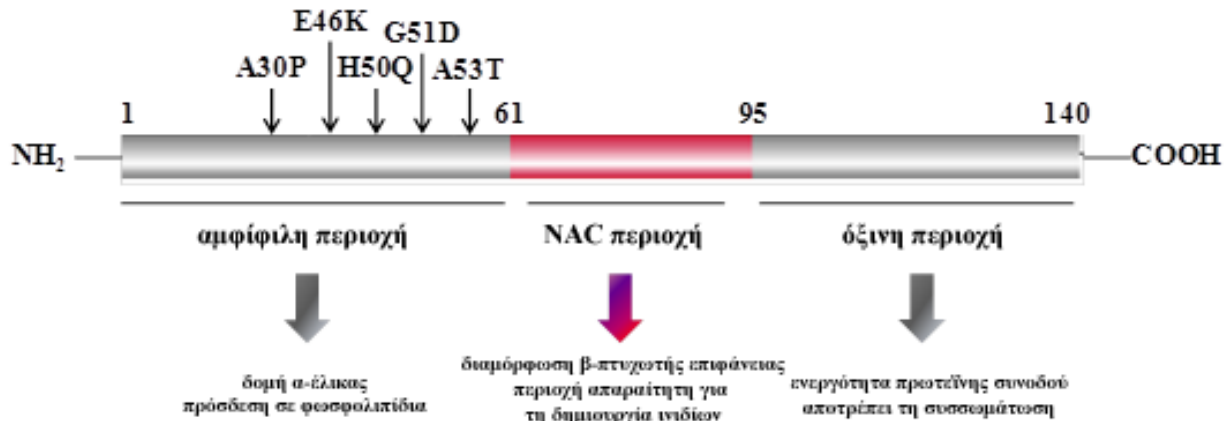 E46K
G51D
A30P H50Q A53T
1 61 95 140
NH2 COOH
αμφίφιλη περιοχή NAC περιοχή όξινη περιοχή
δομή α-έλικας
πρόσδεση σε φωσφολιπίδια
διαμόρφωση β-πτυχωτής επιφάνειας
περιοχή απαραίτητη για
τη δημιουργία ινιδίων
ενεργότητα πρωτεΐνης συνοδού
αποτρέπει τη συσσωμάτωση